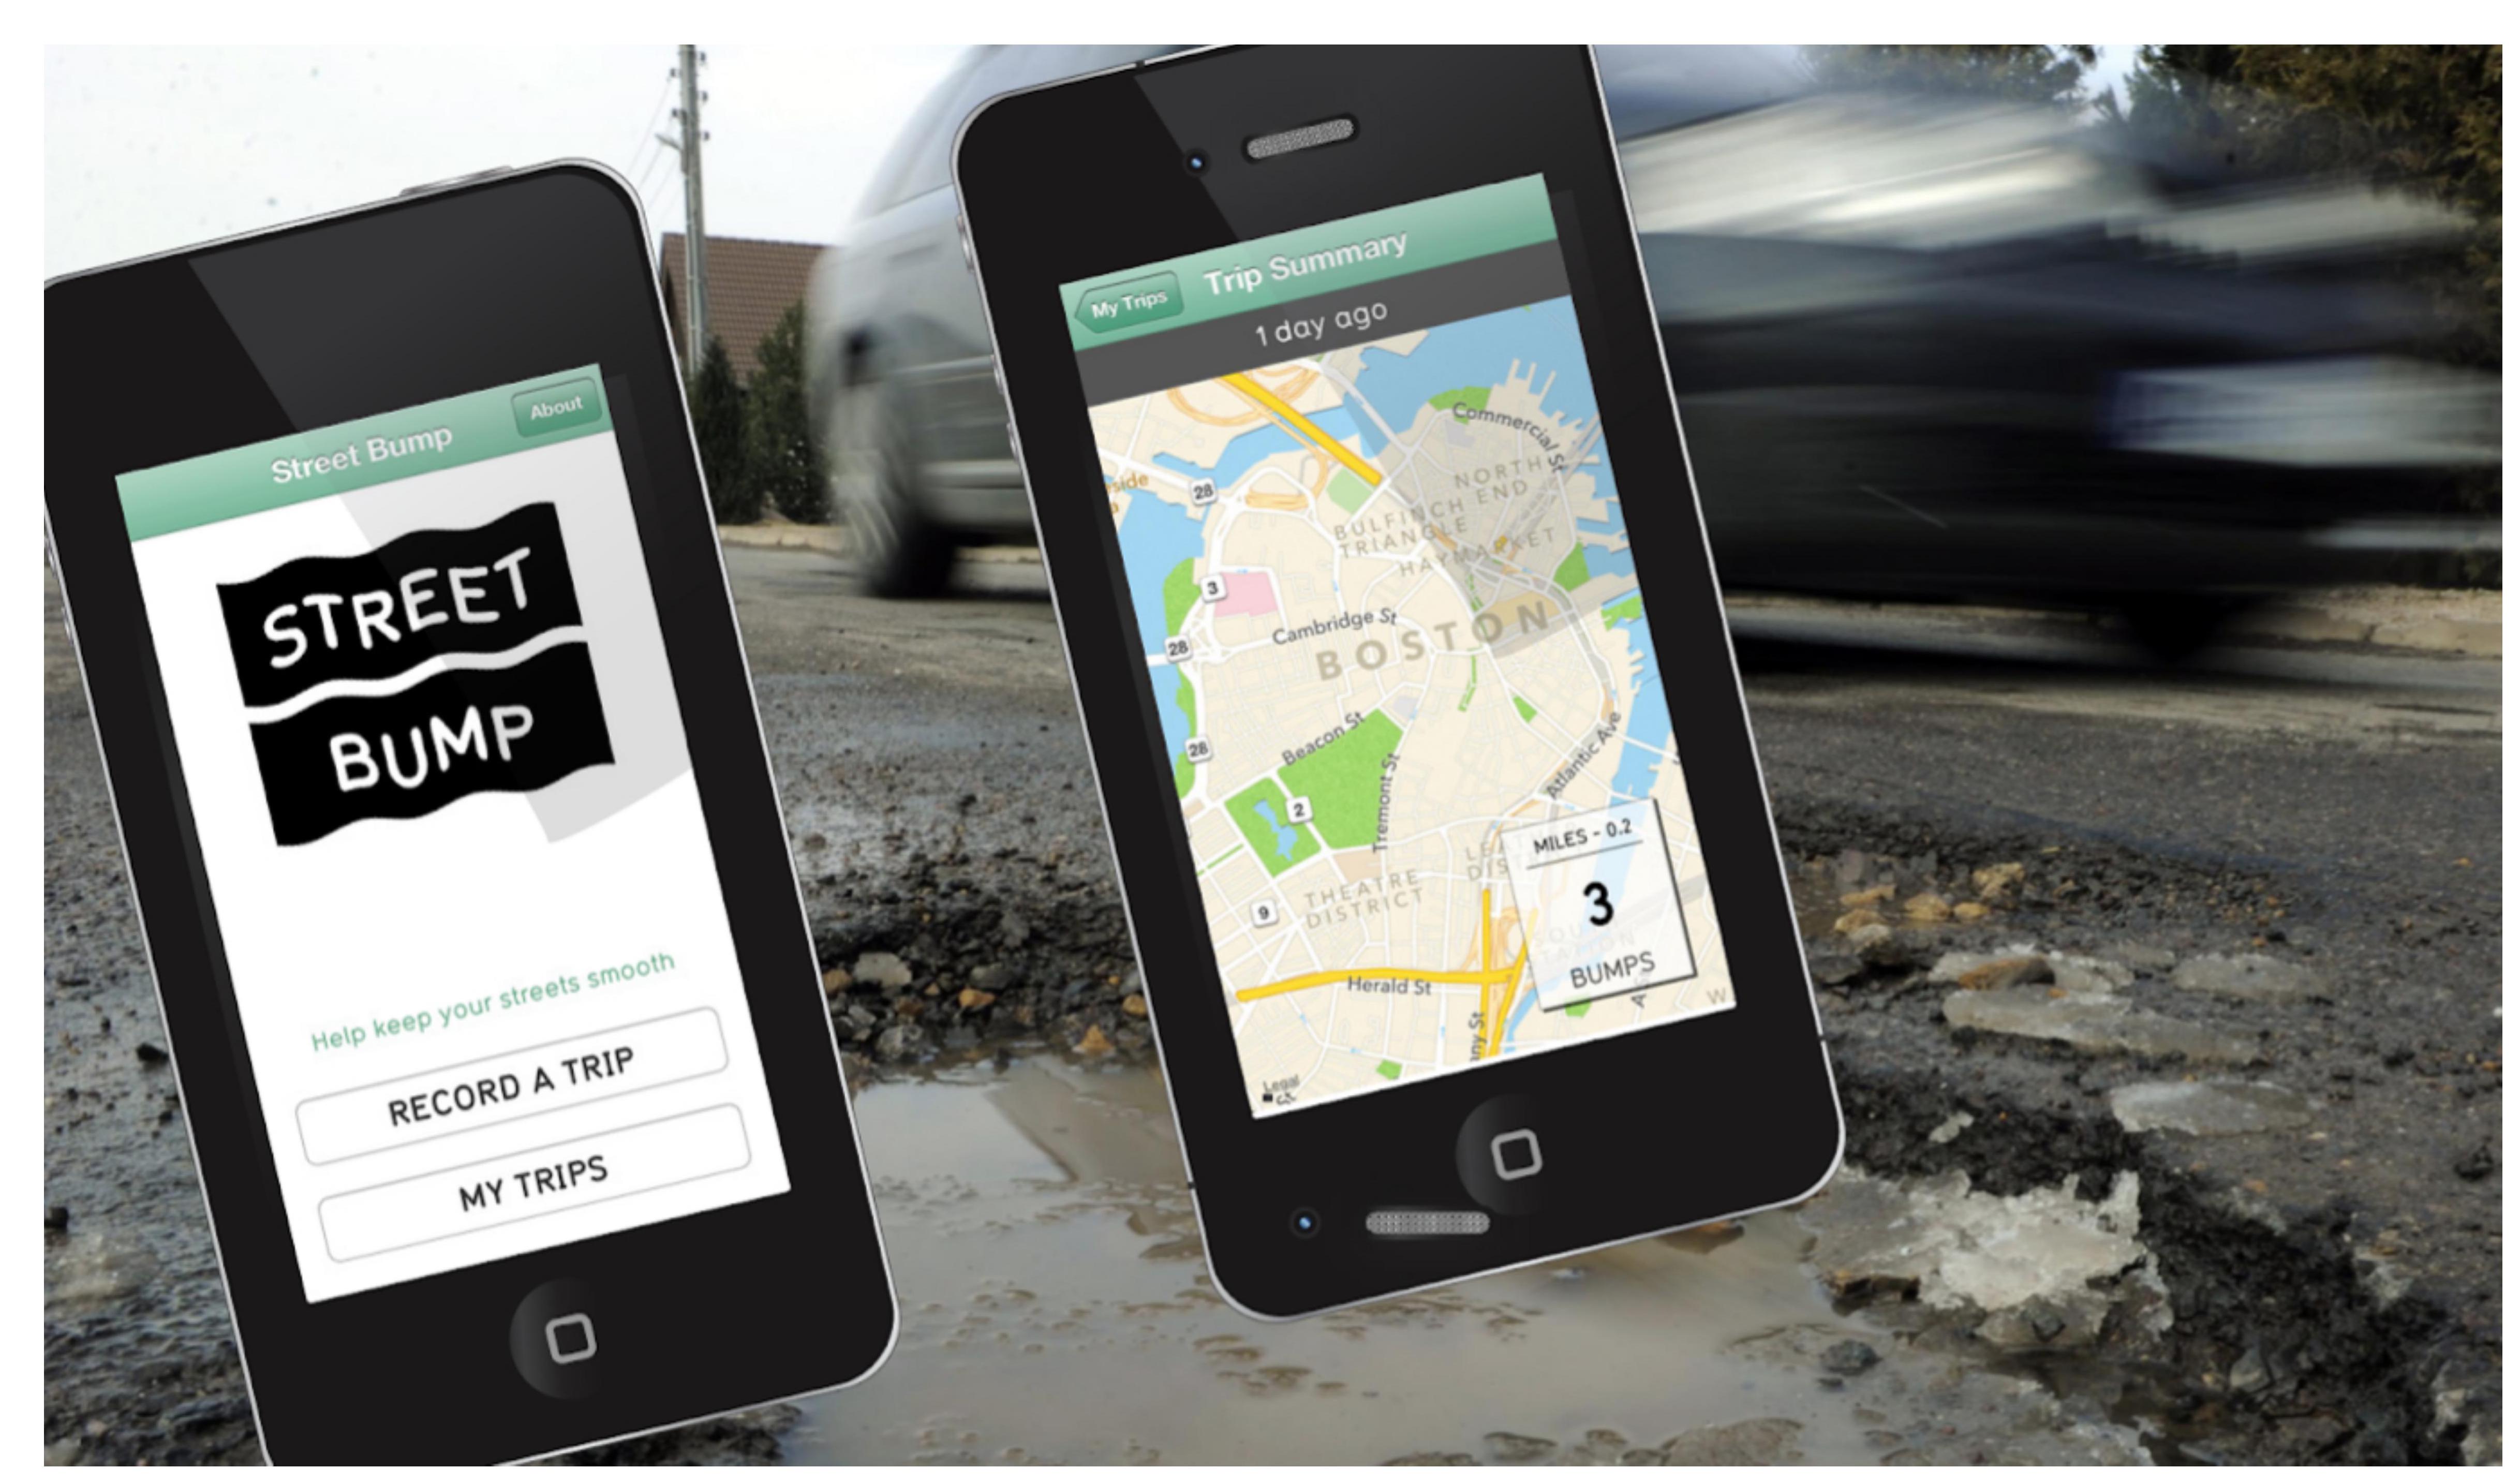 Street Bump
About
STREET
BUMP
Help keep your streets smooth
RECORD A TRIP
MY TRIPS
My Trips
Trip Summary
1 day ago
Commercial St
NORTH
END
28
BULFINCH
TRIANGLE
HAYMARKET
3
Cambridge St
BOSTON
28
Beacon St
28
Atlantic Ave
2
Tremont St
MILES - 0.2
3
BUMPS
THEATRE
DISTRICT
9
Herald St
W
Legal